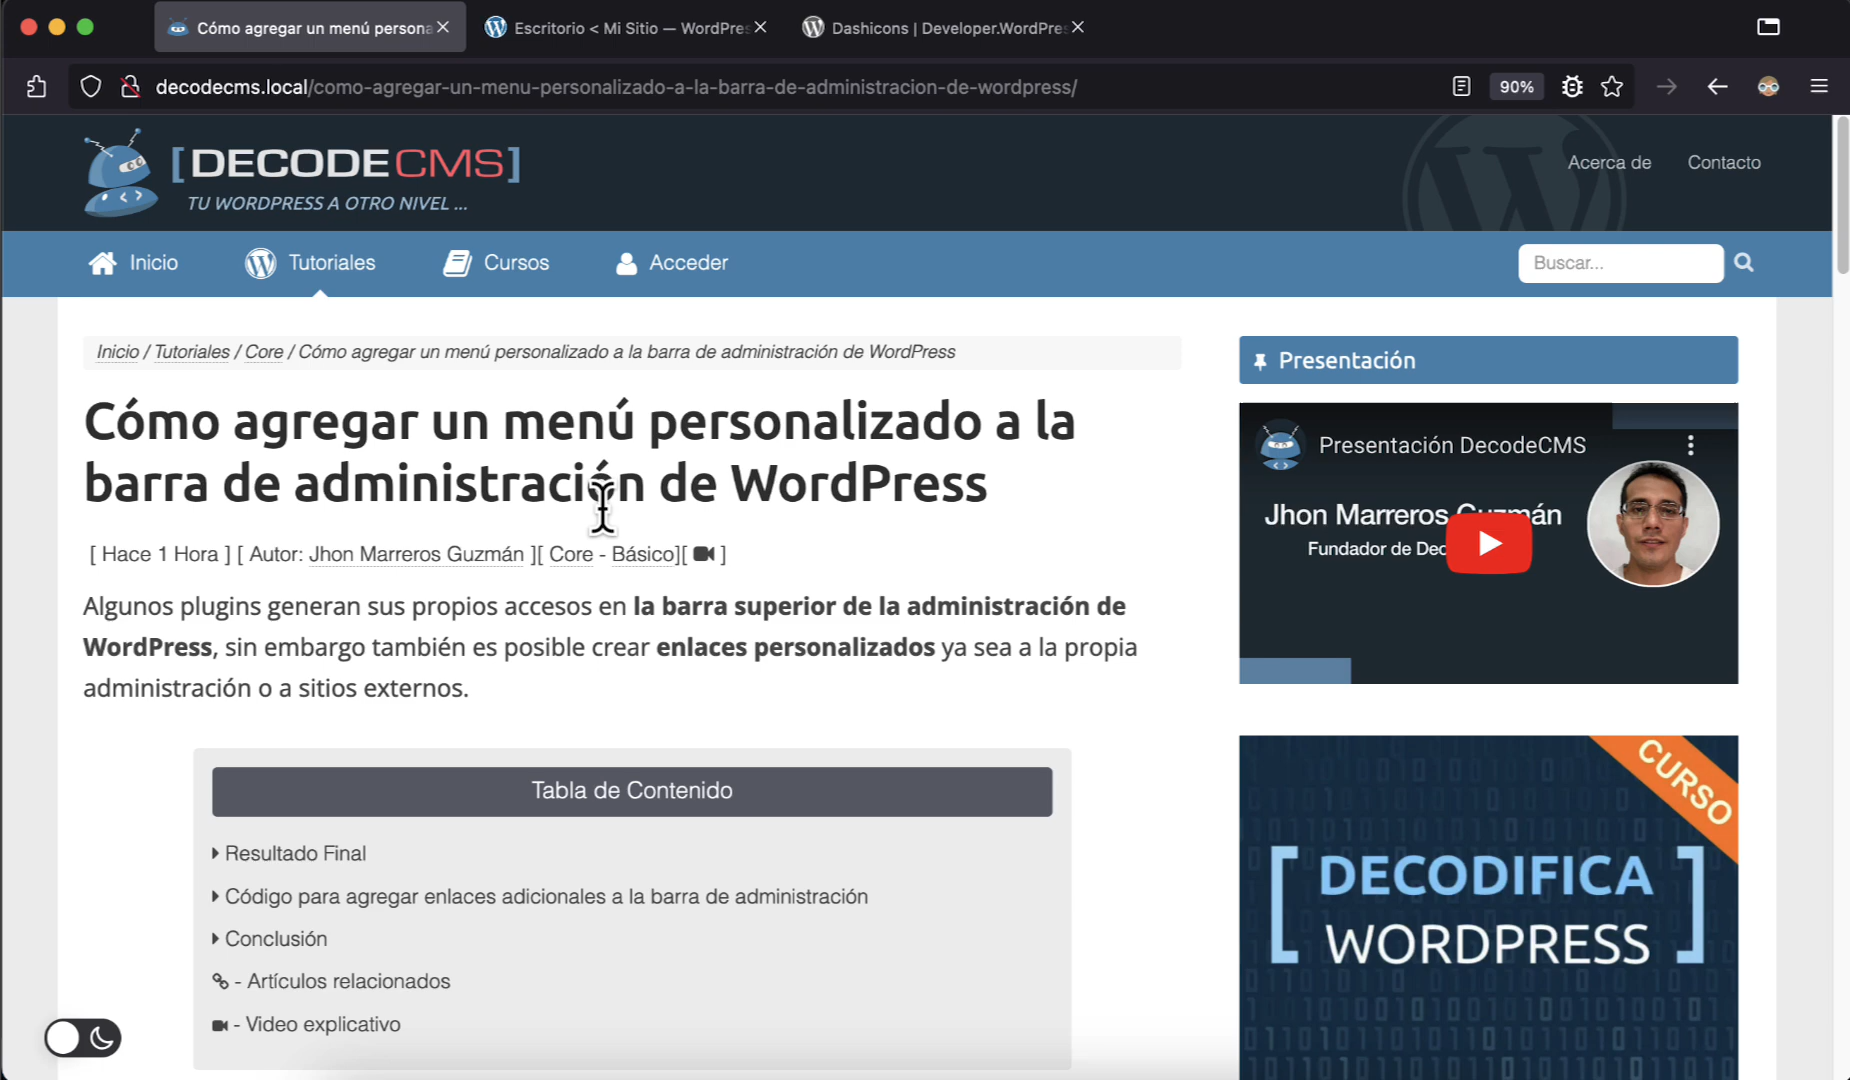 Cómo agregar un menú persona
Escritorio < Mi Sitio — WordPres
Dashicons | Developer.WordPres
decodecms.local/como-agregar-un-menu-personalizado-a-la-barra-de-administracion-de-wordpress/
90%
[DECODECMS]
TU WORDPRESS A OTRO NIVEL ...
Acerca de
Contacto
Inicio
Tutoriales
Cursos
Acceder
Buscar...
Inicio / Tutoriales / Core / Cómo agregar un menú personalizado a la barra de administración de WordPress
Cómo agregar un menú personalizado a la
barra de administración de WordPress
[ Hace 1 Hora ] [ Autor: Jhon Marreros Guzmán ][ Core - Básico][ ]
Algunos plugins generan sus propios accesos en la barra superior de la administración de
WordPress, sin embargo también es posible crear enlaces personalizados ya sea a la propia
administración o a sitios externos.
Tabla de Contenido
Resultado Final
Código para agregar enlaces adicionales a la barra de administración
Conclusión
- Artículos relacionados
- Video explicativo
Presentación
Presentación DecodeCMS
Jhon Marreros Guzmán
Fundador de Dec
CURSO
[DECODIFICA
WORDPRESS]